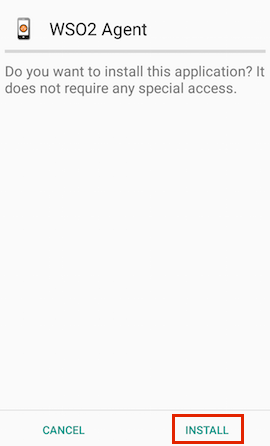 WSO2 Agent
Do you want to install this application? It
does not require any special access.
CANCEL
INSTALL